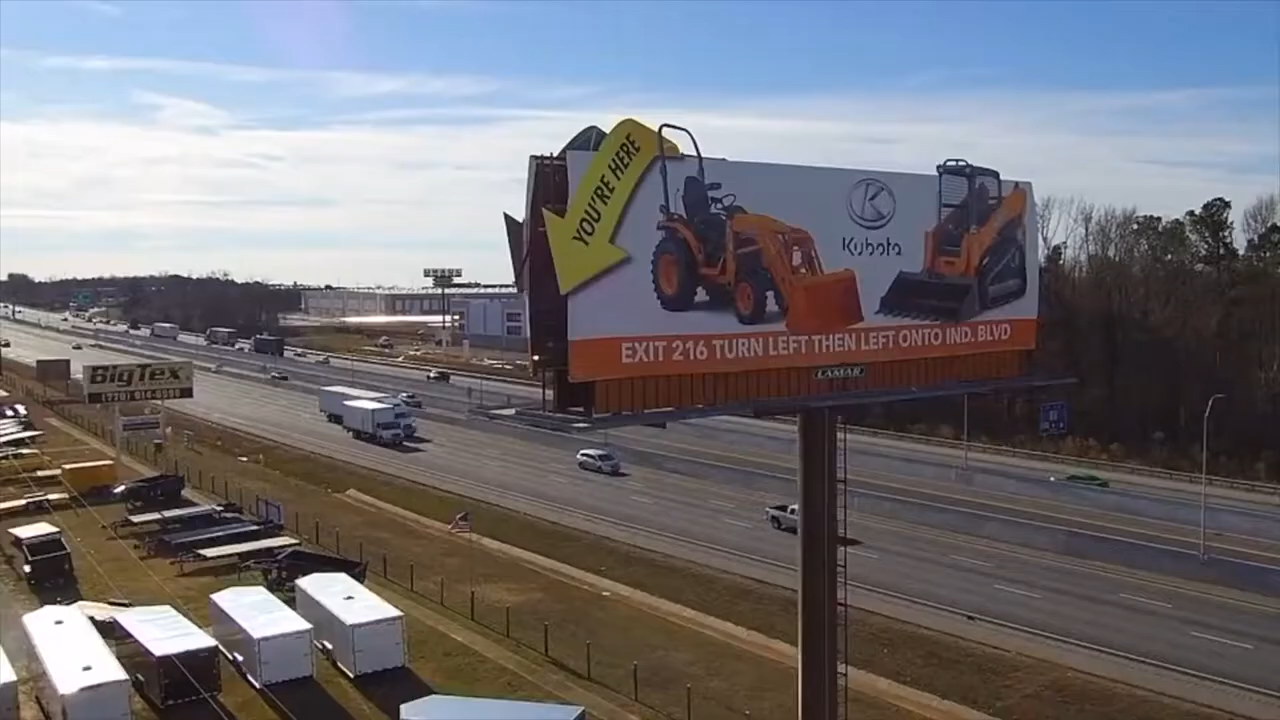 YOU'RE HERE
K
Kubota
EXIT 216 TURN LEFT THEN LEFT ONTO IND. BLVD
LAMAR
BigTex